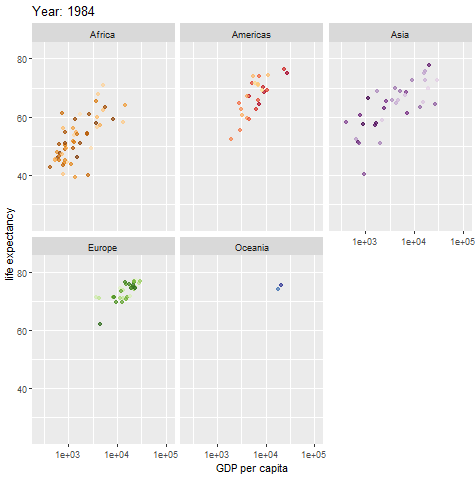 Year: 1984
Africa
Americas
Asia
80
60
40
1e+03 1e+04 1e+05
Europe
Oceania
80
60
40
1e+03 1e+04 1e+05
1e+03 1e+04 1e+05
life expectancy
GDP per capita